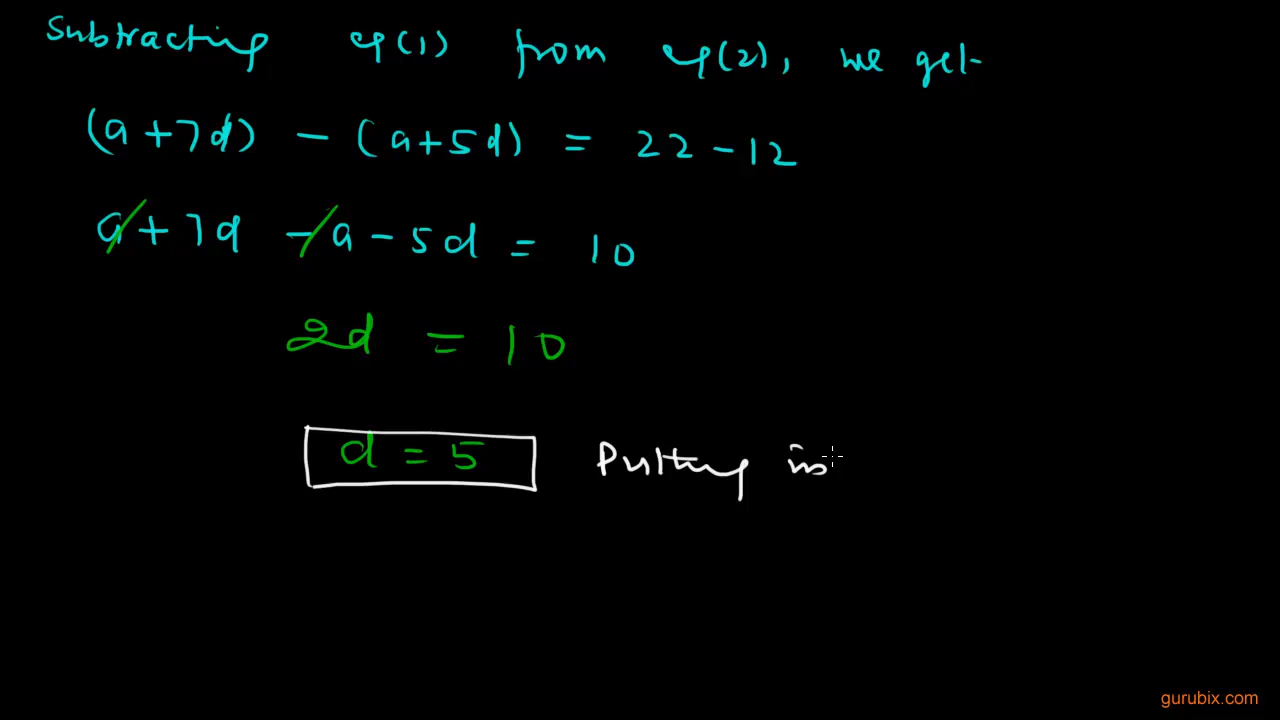 Subtracting eq(1) from eq(2), we get
(a+7d) - (a+5d) = 22-12
a + 7d - a - 5d = 10
2d = 10
d = 5 Putting in
gurubix.com